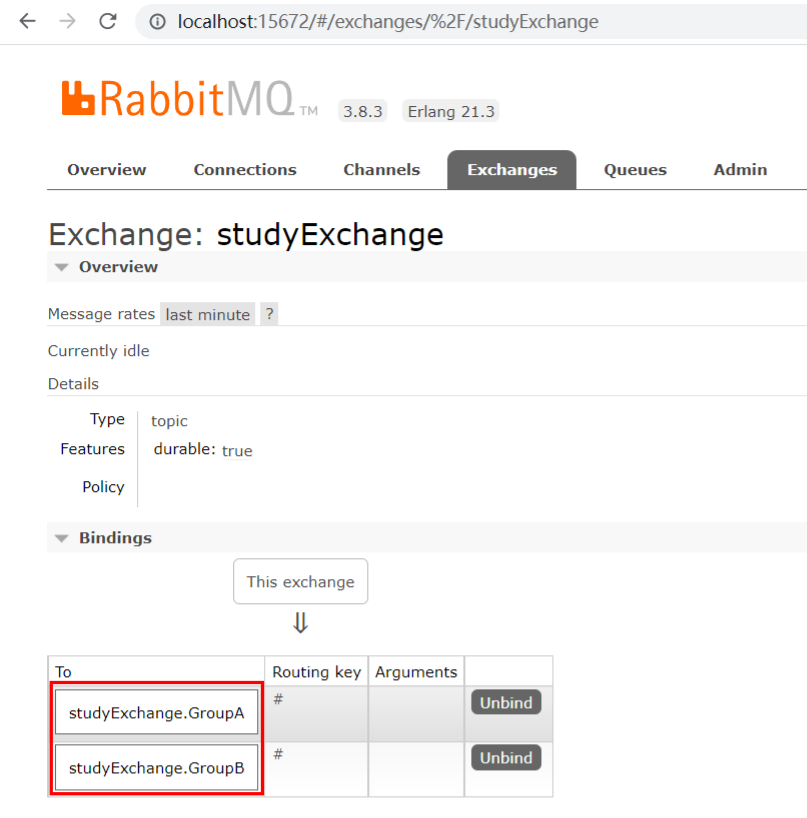 localhost:15672/#/exchanges/%2F/studyExchange
RabbitMQ TM 3.8.3 Erlang 21.3
Overview Connections Channels Exchanges Queues Admin
Exchange: studyExchange
Overview
Message rates last minute ?
Currently idle
Details
Type topic
Features durable: true
Policy
Bindings
This exchange
⇓
To Routing key Arguments
studyExchange.GroupA # Unbind
studyExchange.GroupB # Unbind